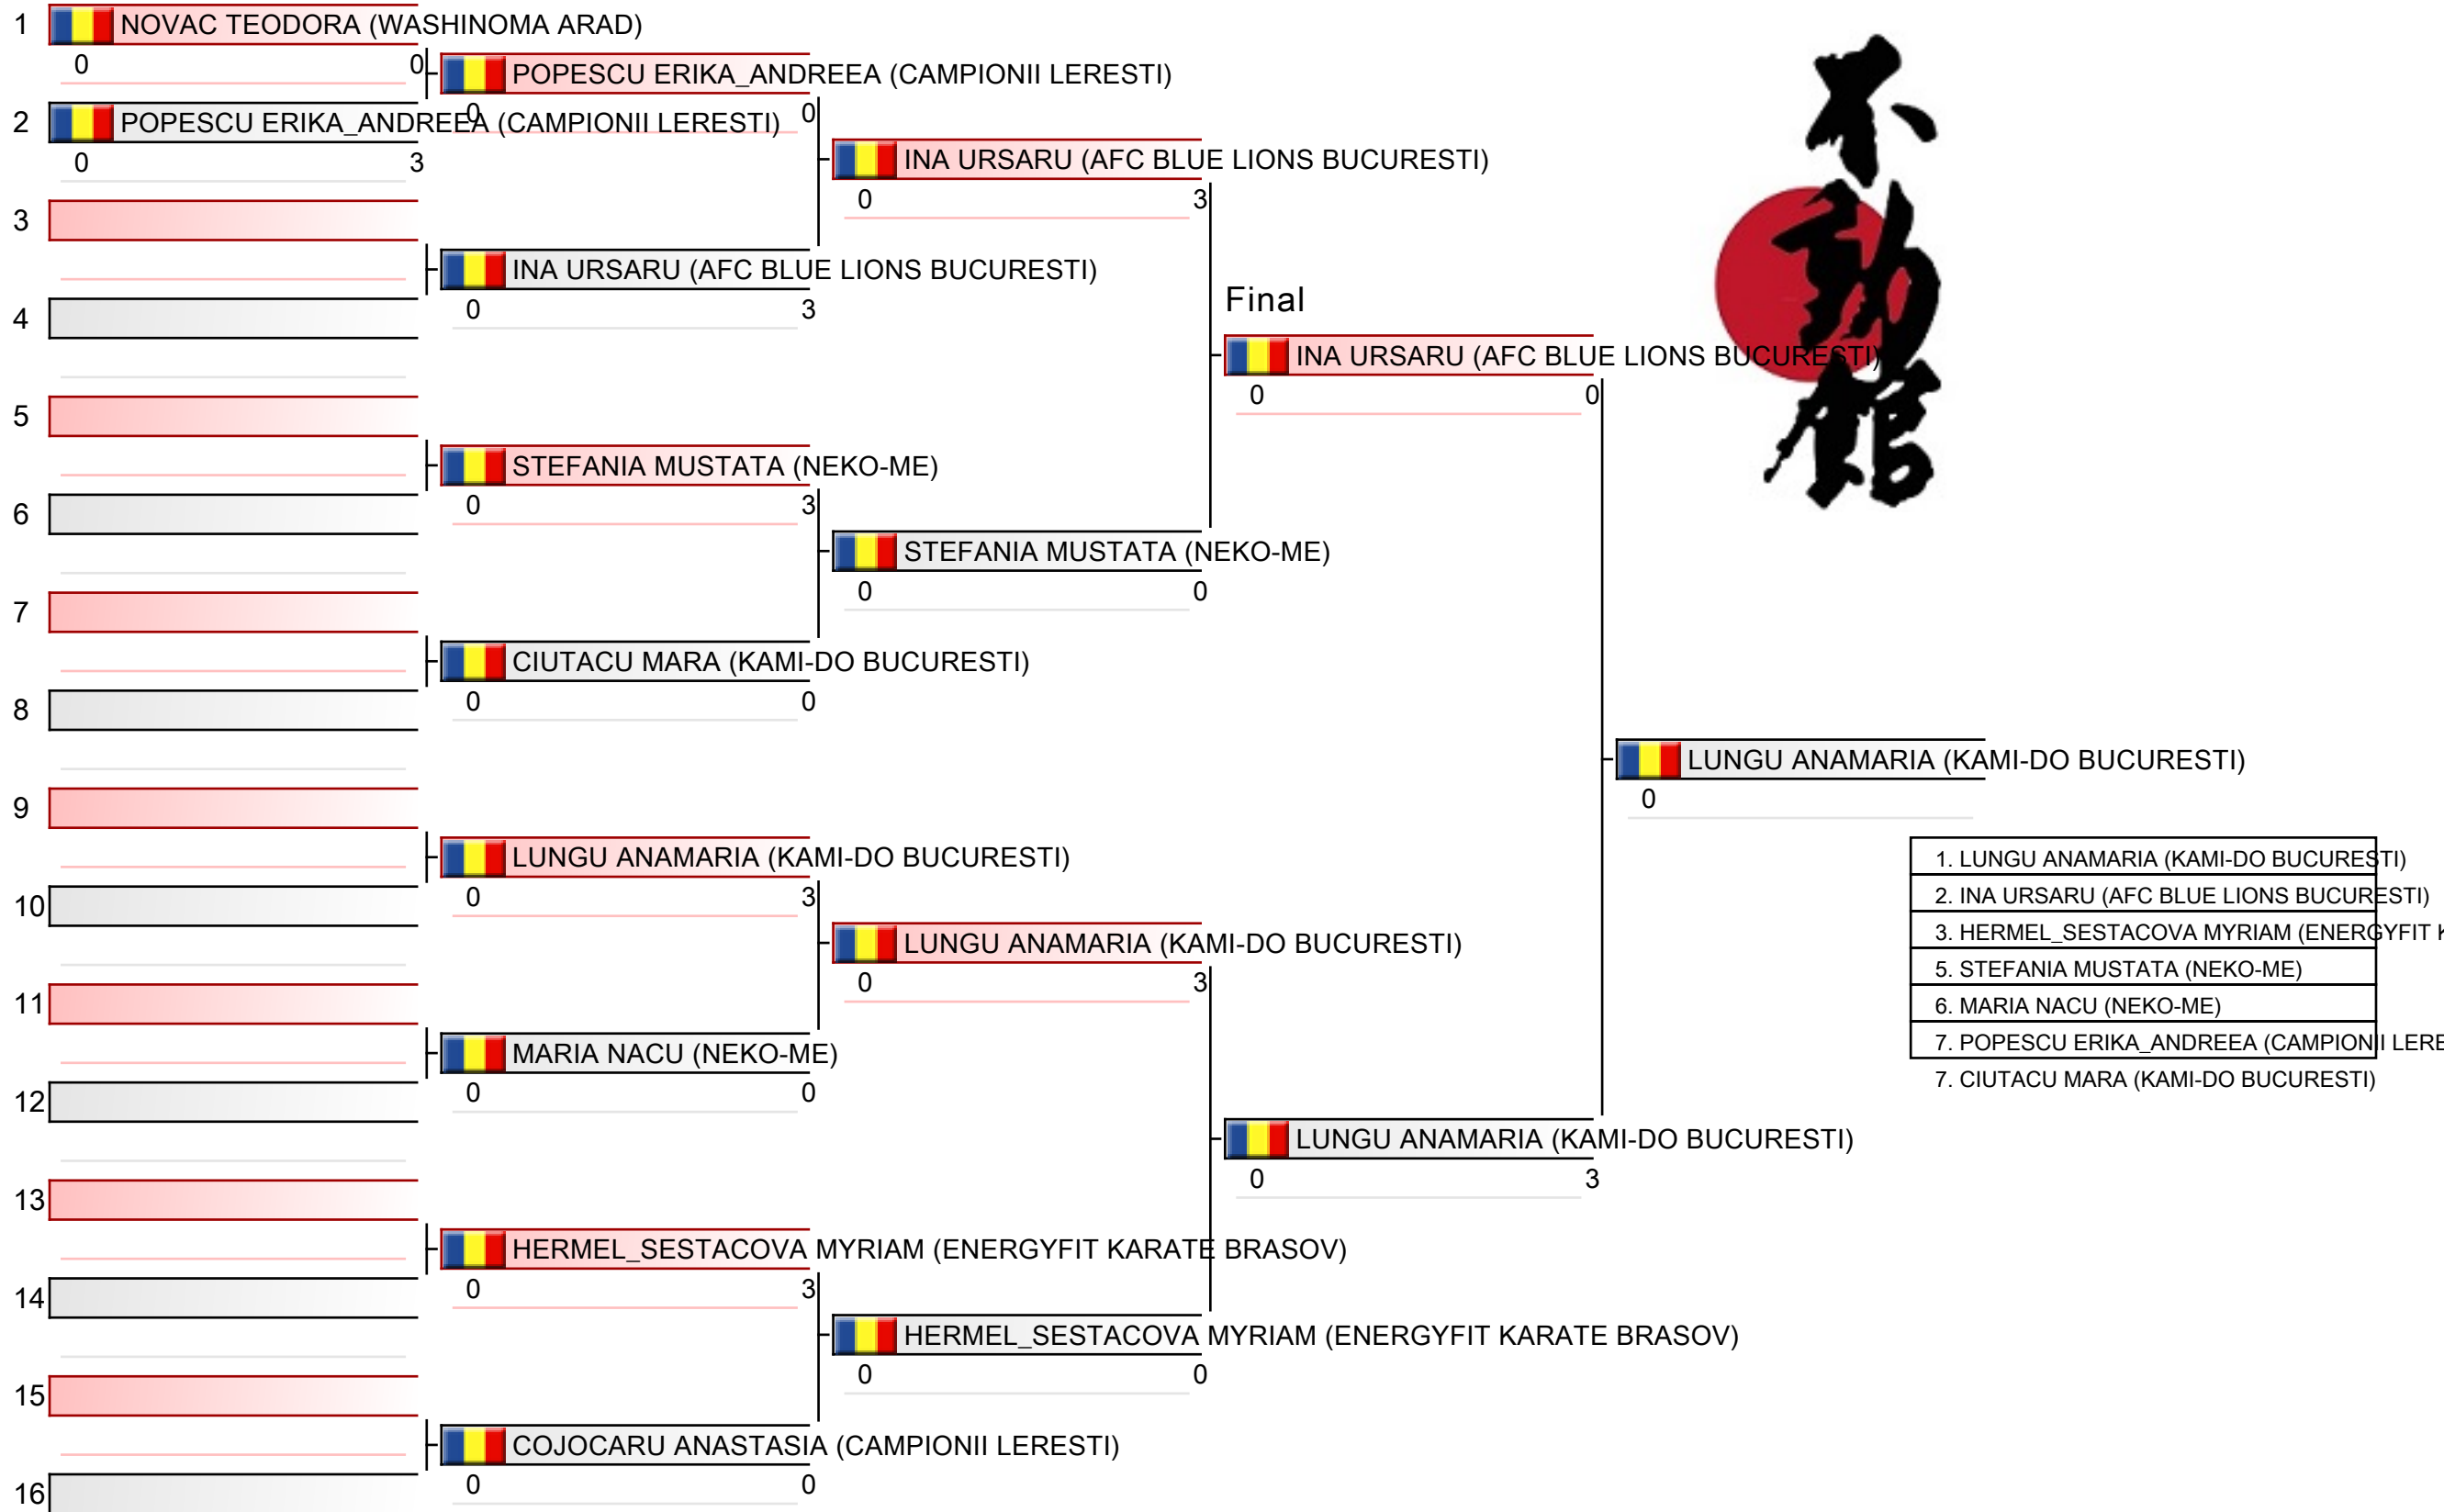 1 NOVAC TEODORA (WASHINOMA ARAD)
0 0
POPESCU ERIKA_ANDREEA (CAMPIONII LERESTI)
0 0
2 POPESCU ERIKA_ANDREEA (CAMPIONII LERESTI)
0 3
INA URSARU (AFC BLUE LIONS BUCURESTI)
0 3
3
INA URSARU (AFC BLUE LIONS BUCURESTI)
0 3
4
Final
INA URSARU (AFC BLUE LIONS BUCURESTI)
0 0
5
STEFANIA MUSTATA (NEKO-ME)
0 3
6
STEFANIA MUSTATA (NEKO-ME)
0 0
7
CIUTACU MARA (KAMI-DO BUCURESTI)
0 0
8
LUNGU ANAMARIA (KAMI-DO BUCURESTI)
0
9
LUNGU ANAMARIA (KAMI-DO BUCURESTI)
0 3
10
LUNGU ANAMARIA (KAMI-DO BUCURESTI)
0 3
11
MARIA NACU (NEKO-ME)
0 0
12
LUNGU ANAMARIA (KAMI-DO BUCURESTI)
0 3
13
HERMEL_SESTACOVA MYRIAM (ENERGYFIT KARATE BRASOV)
0 3
14
HERMEL_SESTACOVA MYRIAM (ENERGYFIT KARATE BRASOV)
0 0
15
COJOCARU ANASTASIA (CAMPIONII LERESTI)
0 0
16
1. LUNGU ANAMARIA (KAMI-DO BUCURESTI)
2. INA URSARU (AFC BLUE LIONS BUCURESTI)
3. HERMEL_SESTACOVA MYRIAM (ENERGYFIT K
5. STEFANIA MUSTATA (NEKO-ME)
6. MARIA NACU (NEKO-ME)
7. POPESCU ERIKA_ANDREEA (CAMPIONII LERE
7. CIUTACU MARA (KAMI-DO BUCURESTI)
不動館